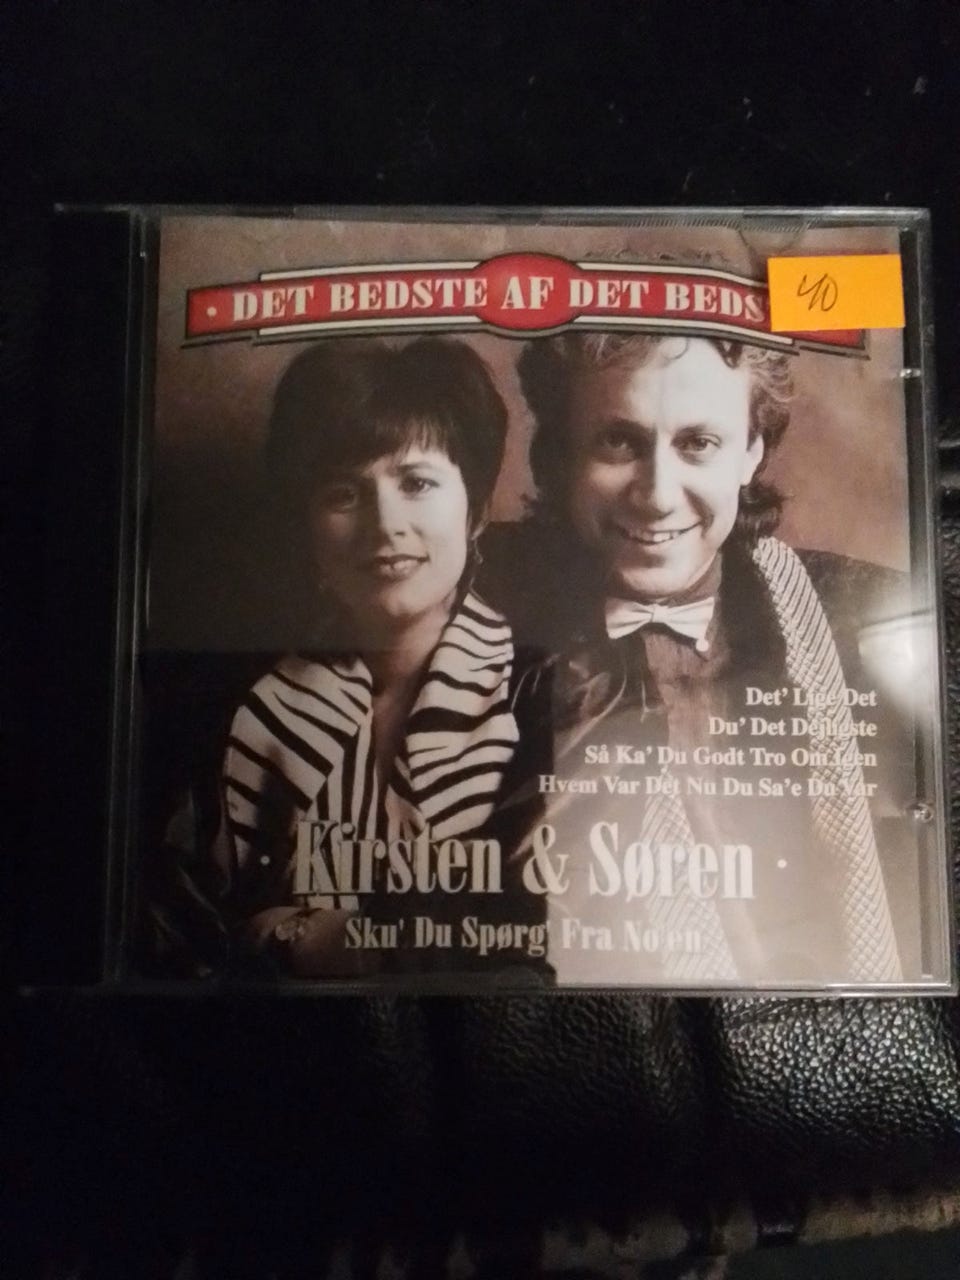 · DET BEDSTE AF DET BEDS
40
Det' Lige Det
Du' Det Dejligste
Så Ka' Du Godt Tro Om Igen
Hvem Var Det Nu Du Sa'e Du Var
· Kirsten & Søren ·
Sku' Du Spørg' Fra No'en